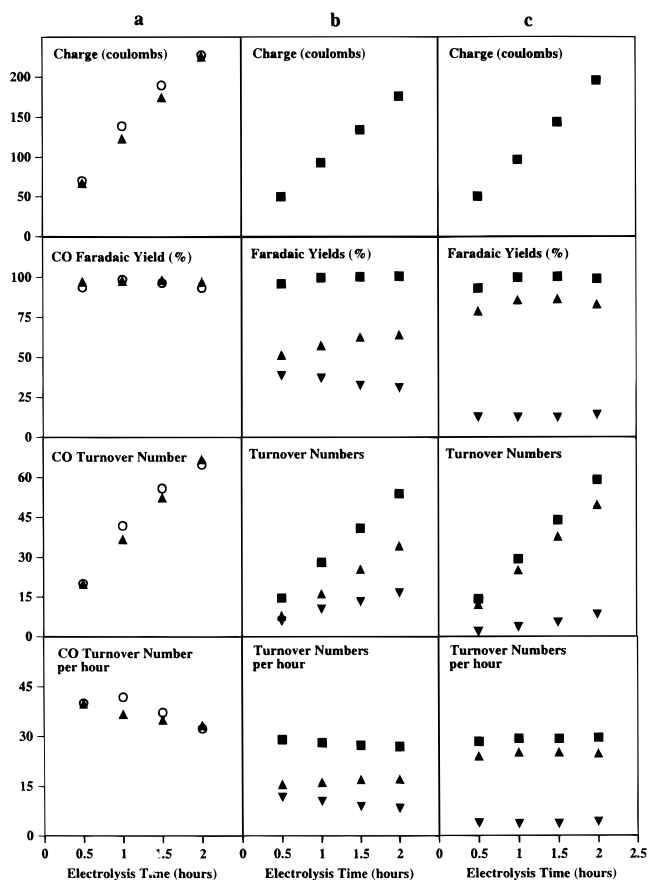 a b c
Charge (coulombs) Charge (coulombs) Charge (coulombs)
200
150
100
50
0
CO Faradaic Yield (%) Faradaic Yields (%) Faradaic Yields (%)
100
75
50
25
0
CO Turnover Number Turnover Numbers Turnover Numbers
60
45
30
15
0
CO Turnover Number Turnover Numbers Turnover Numbers
per hour per hour per hour
45
30
15
0
0 0.5 1 1.5 2 0 0.5 1 1.5 2 0 0.5 1 1.5 2 2.5
Electrolysis Time (hours) Electrolysis Time (hours) Electrolysis Time (hours)